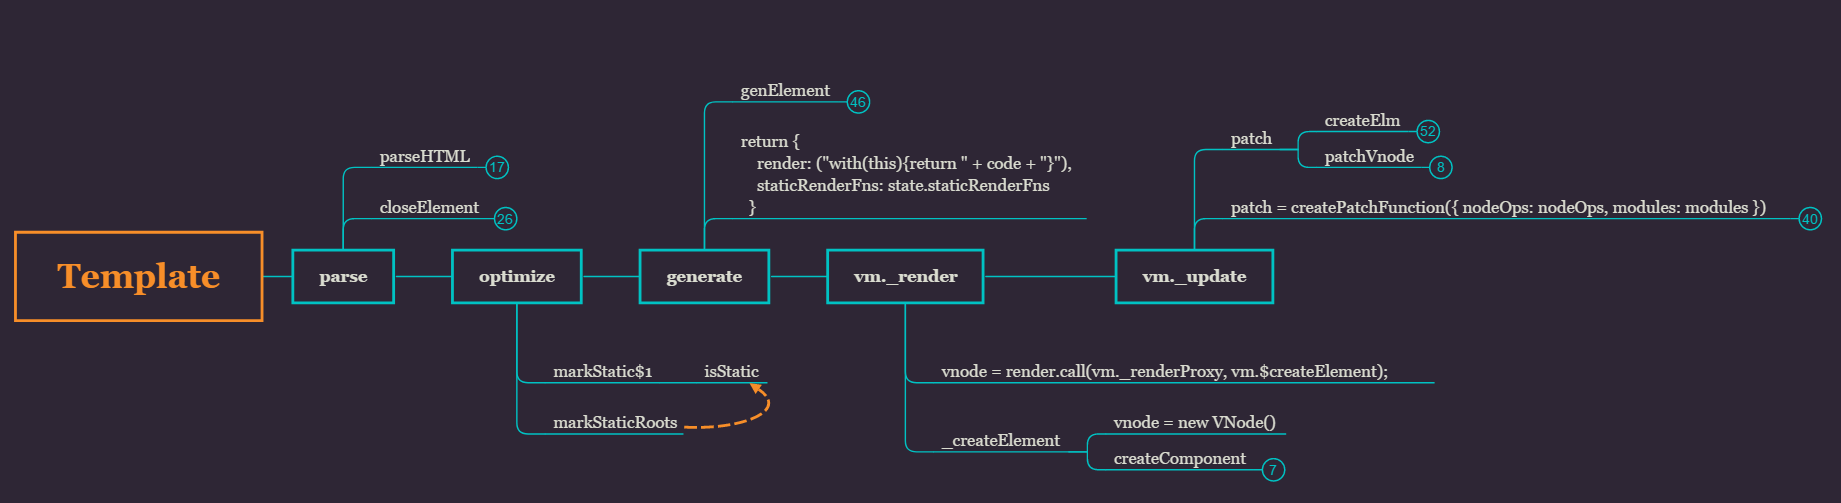 Template
parse
parseHTML 17
closeElement 26
optimize
markStatic$1 isStatic
markStaticRoots
generate
genElement 46
return {
render: ("with(this){return " + code + "}"),
staticRenderFns: state.staticRenderFns
}
vm._render
vnode = render.call(vm._renderProxy, vm.$createElement);
_createElement
vnode = new VNode()
createComponent 7
vm._update
patch
createElm 52
patchVnode 8
patch = createPatchFunction({ nodeOps: nodeOps, modules: modules }) 40